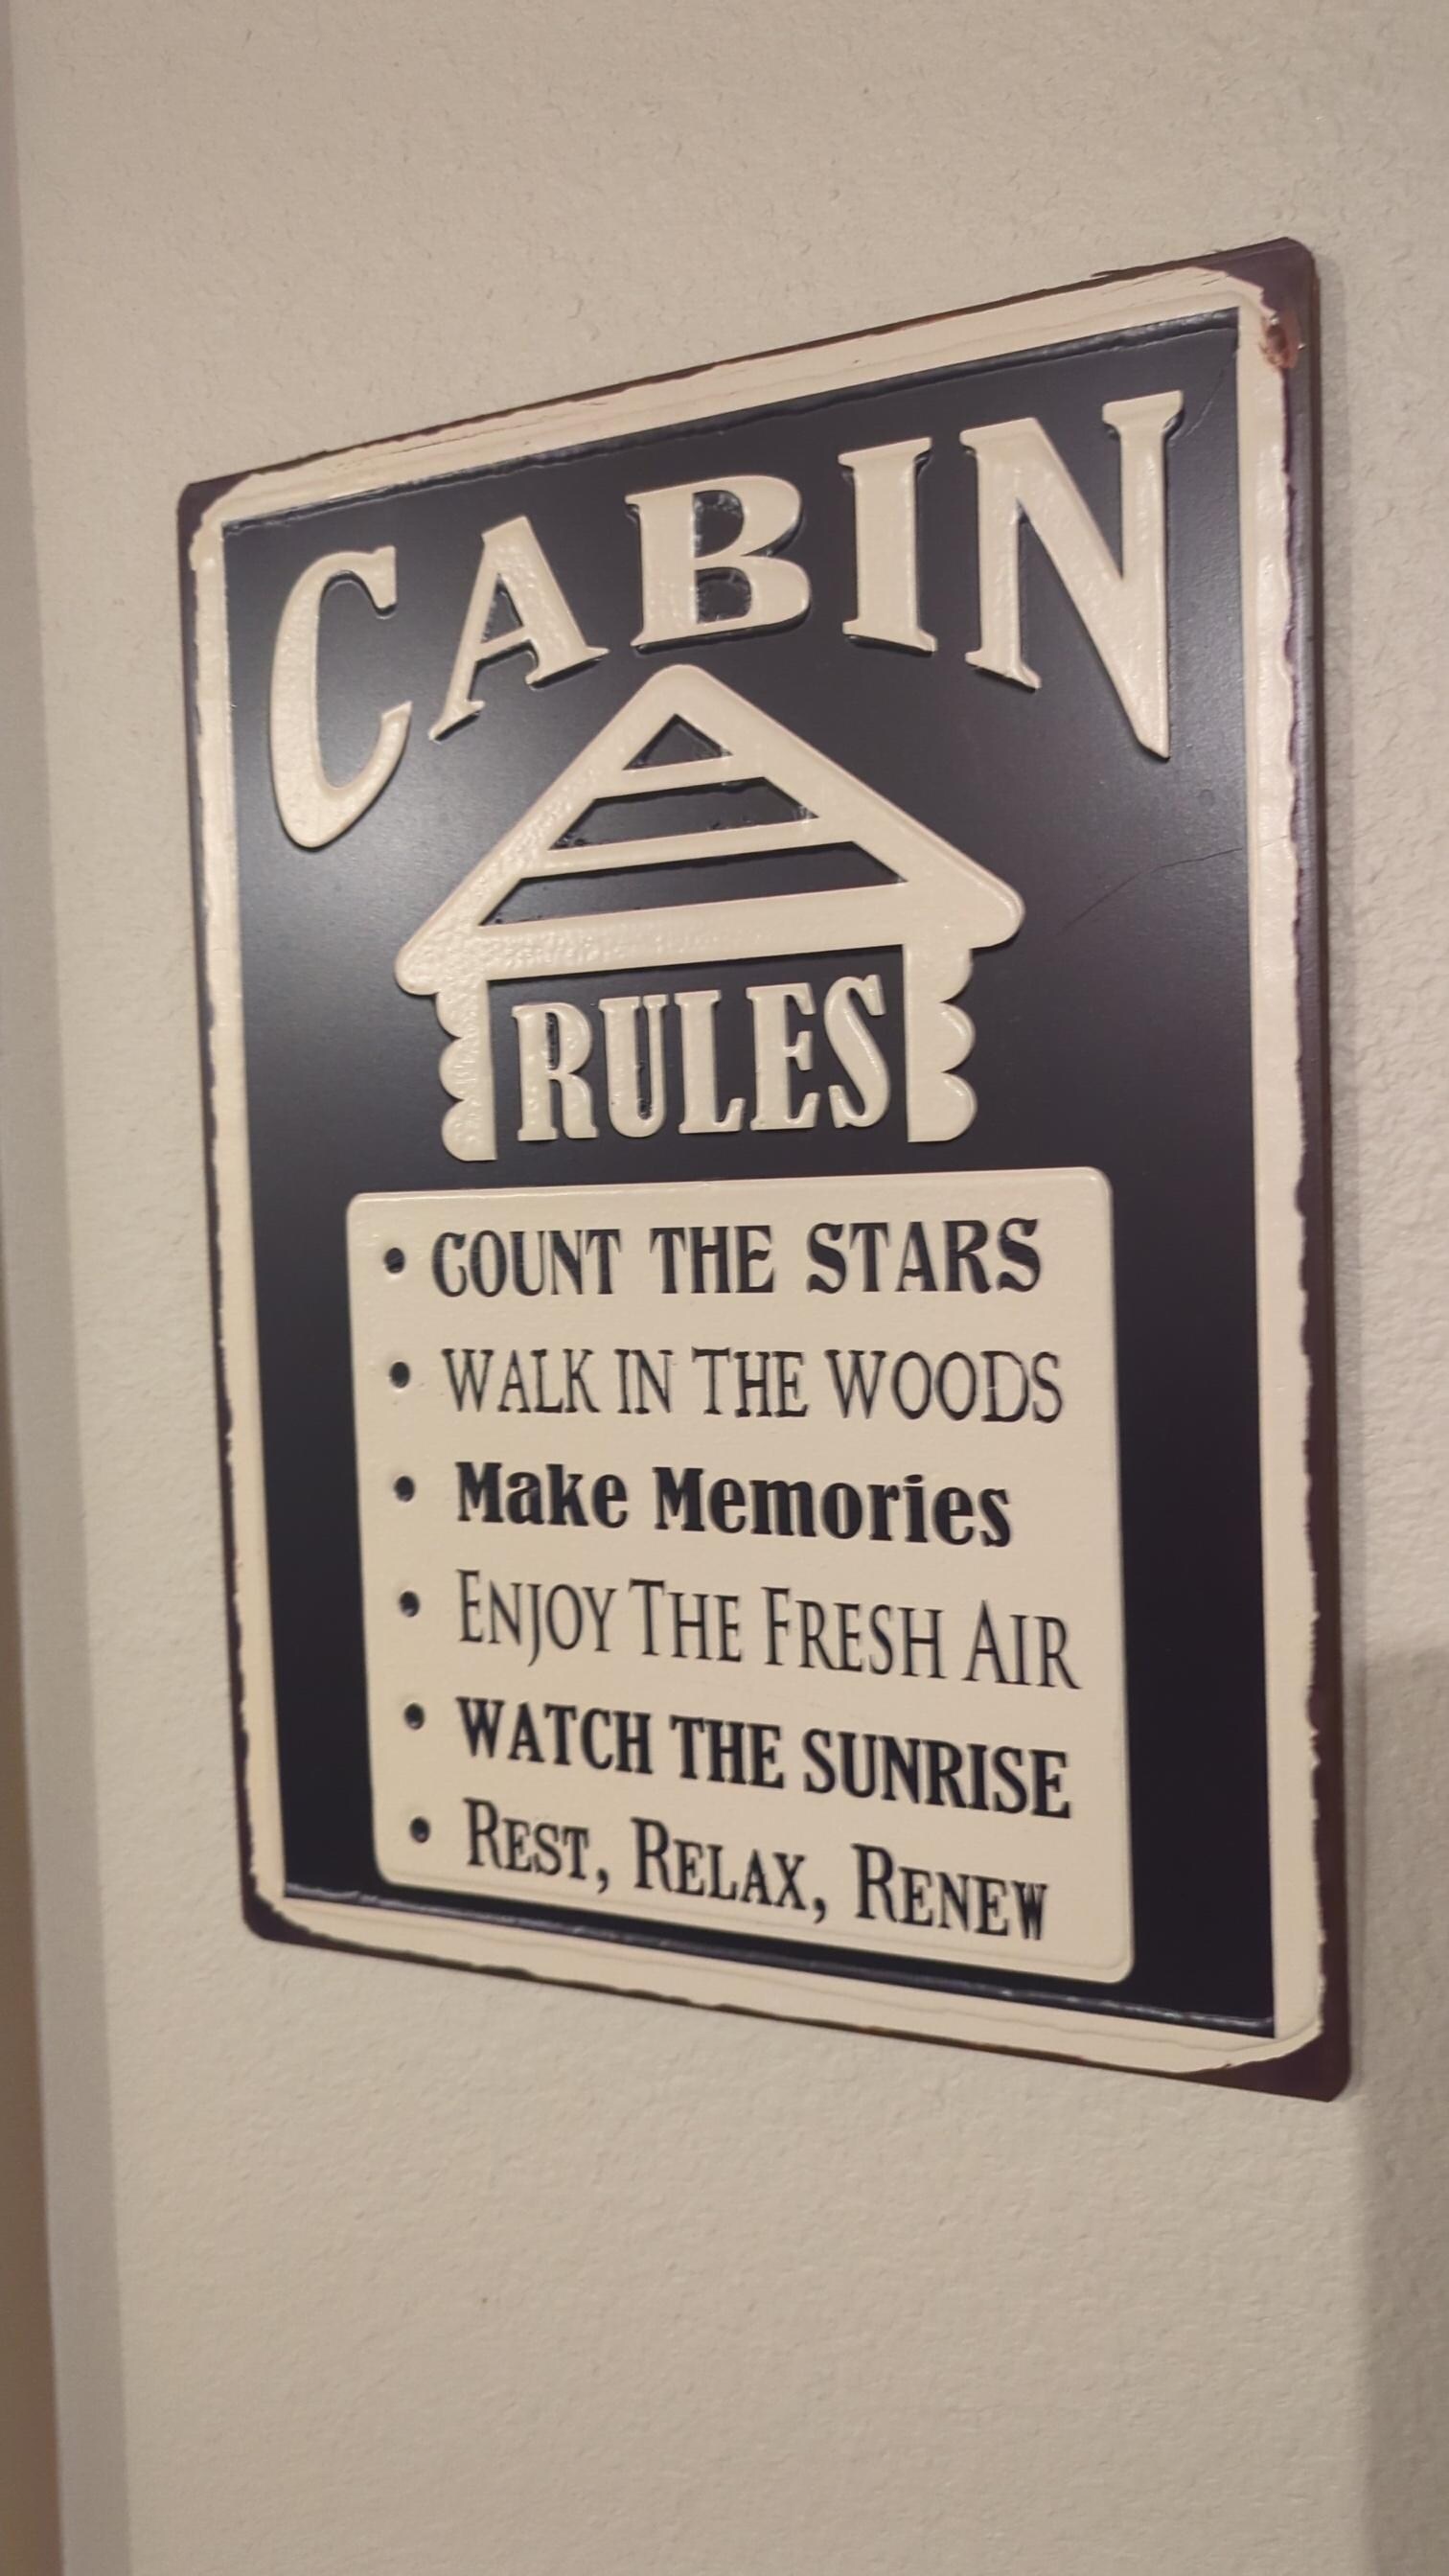 CABIN
RULES
• COUNT THE STARS
• WALK IN THE WOODS
• Make Memories
• ENJOY THE FRESH AIR
• WATCH THE SUNRISE
• REST, RELAX, RENEW